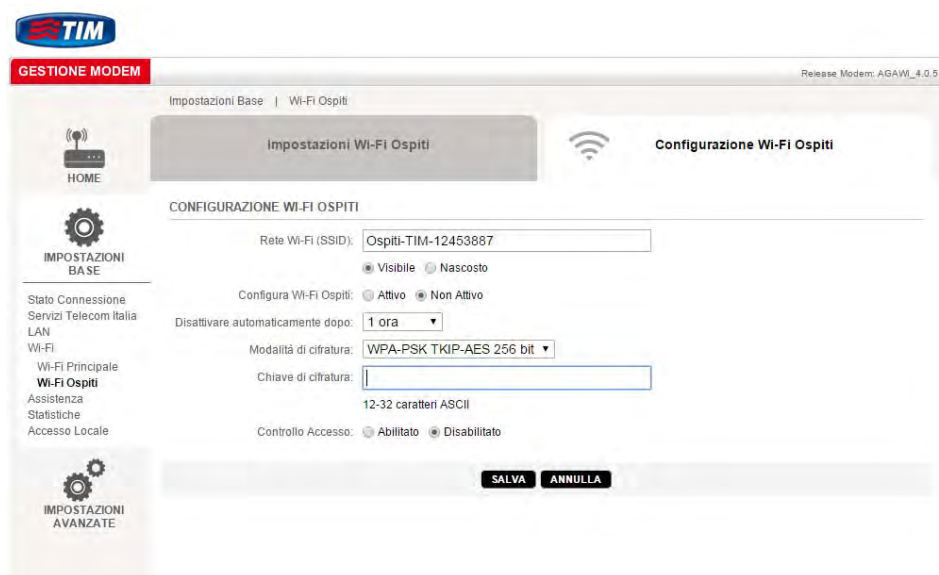 TIM
GESTIONE MODEM
Release Modem: AGAWI_4.0.5
Impostazioni Base | Wi-Fi Ospiti
Impostazioni Wi-Fi Ospiti
Configurazione Wi-Fi Ospiti
HOME
IMPOSTAZIONI
BASE
Stato Connessione
Servizi Telecom Italia
LAN
Wi-Fi
Wi-Fi Principale
Wi-Fi Ospiti
Assistenza
Statistiche
Accesso Locale
IMPOSTAZIONI
AVANZATE
CONFIGURAZIONE WI-FI OSPITI
Rete Wi-Fi (SSID): Ospiti-TIM-12453887
Visibile Nascosto
Configura Wi-Fi Ospiti: Attivo Non Attivo
Disattivare automaticamente dopo: 1 ora
Modalità di cifratura: WPA-PSK TKIP-AES 256 bit
Chiave di cifratura:
12-32 caratteri ASCII
Controllo Accesso: Abilitato Disabilitato
SALVA ANNULLA